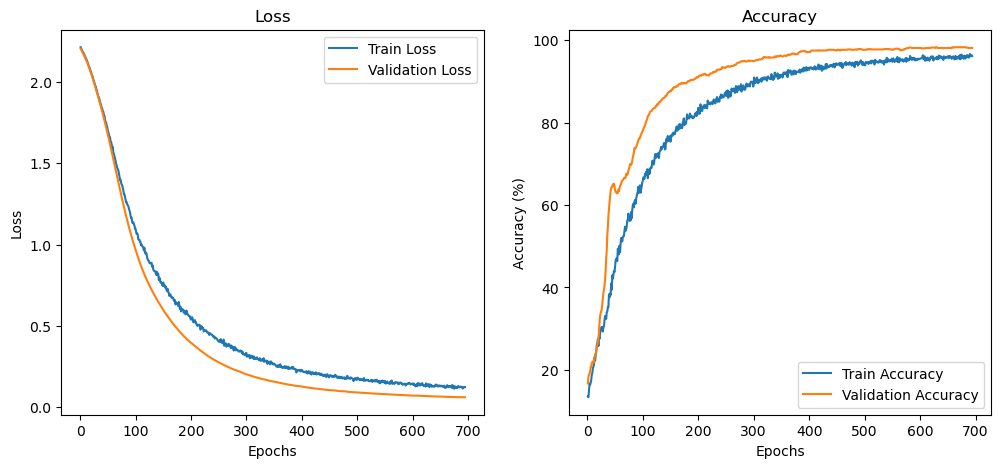 Loss
Train Loss
Validation Loss
2.0
1.5
1.0
0.5
0.0
Loss
0 100 200 300 400 500 600 700
Epochs
Accuracy
100
80
60
40
20
Accuracy (%)
Train Accuracy
Validation Accuracy
0 100 200 300 400 500 600 700
Epochs